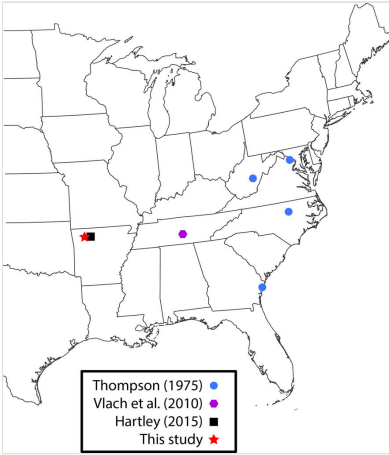 Thompson (1975)
Vlach et al. (2010)
Hartley (2015)
This study